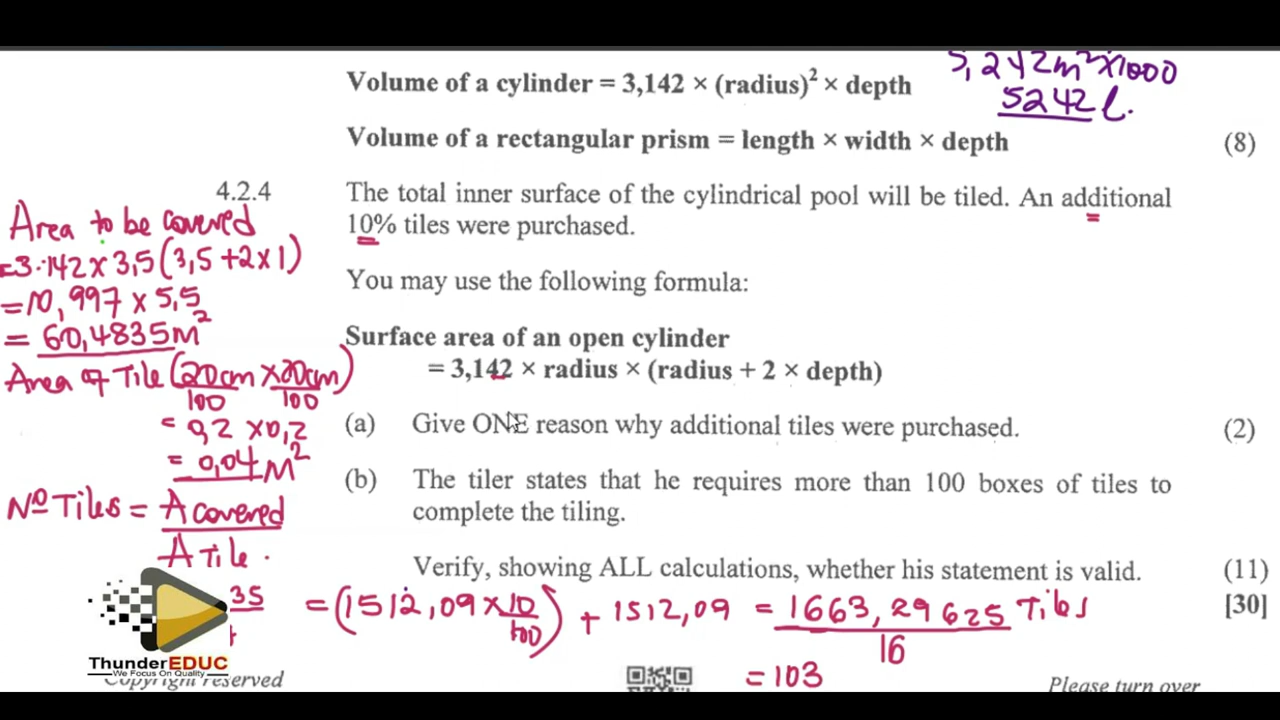 5,242m² x1000
5242 l.
Volume of a cylinder = 3,142 × (radius)² × depth
Volume of a rectangular prism = length × width × depth (8)
4.2.4 The total inner surface of the cylindrical pool will be tiled. An additional
10% tiles were purchased.
You may use the following formula:
Surface area of an open cylinder
= 3,142 × radius × (radius + 2 × depth)
(a) Give ONE reason why additional tiles were purchased. (2)
(b) The tiler states that he requires more than 100 boxes of tiles to
complete the tiling.
Verify, showing ALL calculations, whether his statement is valid. (11)
[30]
Area to be covered
=3.142 x 3,5 (3,5 +2 x 1)
= 10,997 x 5,5
= 60,4835m²
Area of Tile (20cm x 20cm)
100 100
= 0,2 x 0,2
= 0,04 M²
No Tiles = A covered
A Tile.
35
= (1512,09 x 10 ) + 1512,09 = 1663,29625 Tiles
100
16
= 103
ThunderEDUC
We Focus On Quality
Copyright reserved
Please turn over